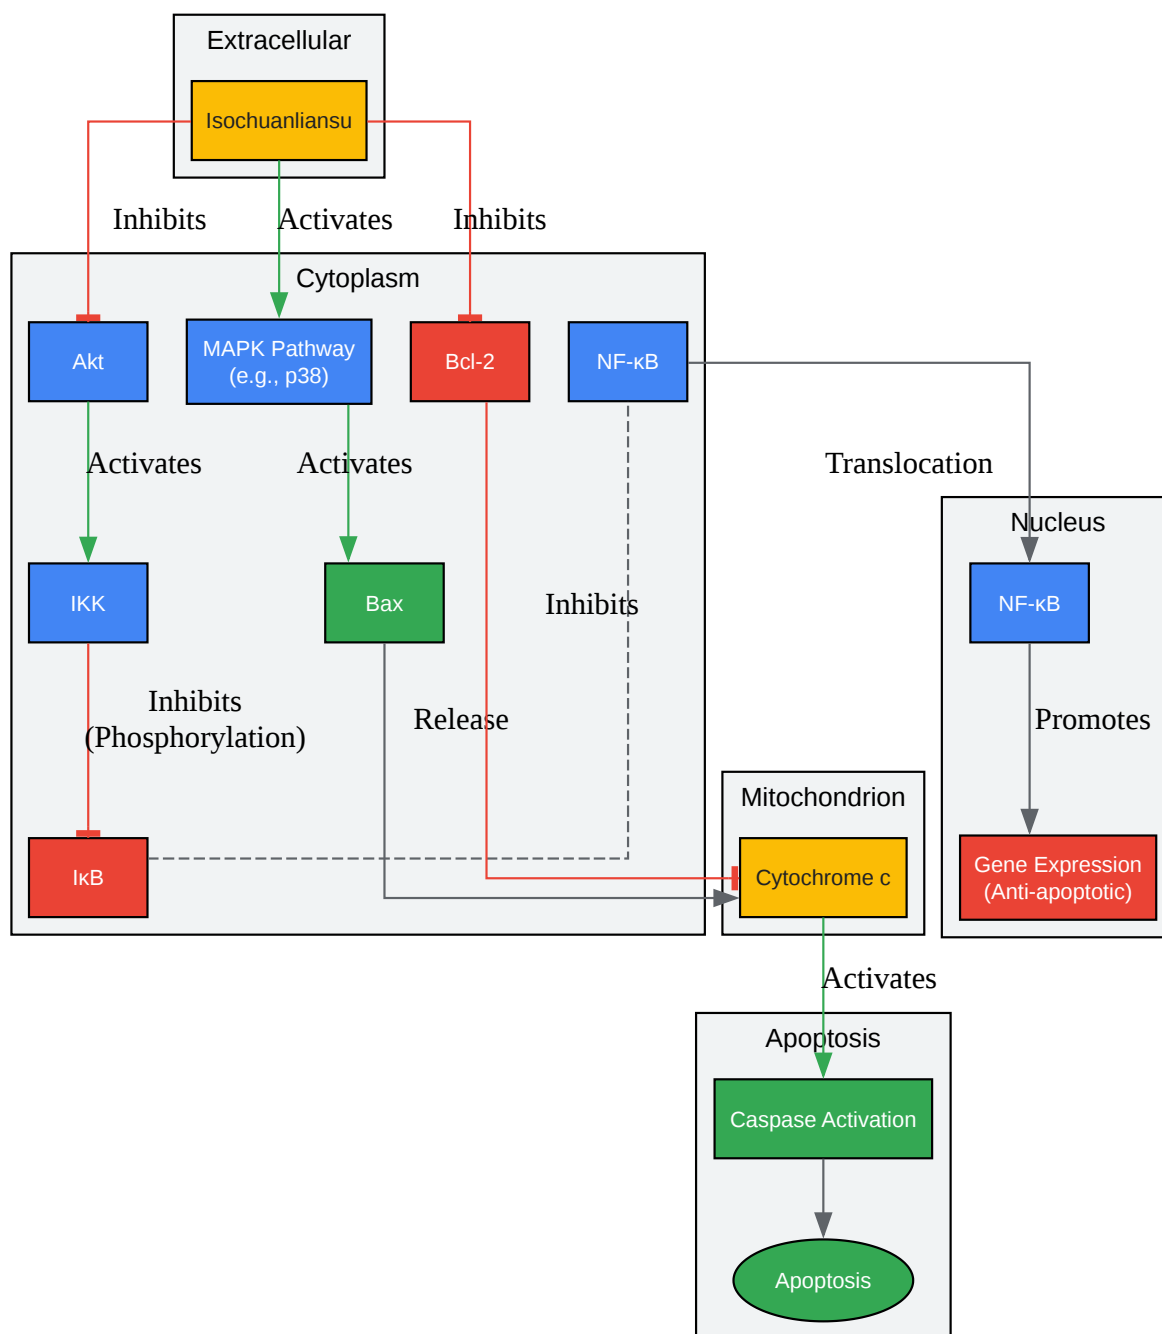 Extracellular
Isochuanliansu
Inhibits
Activates
Inhibits
Cytoplasm
Akt
MAPK Pathway
(e.g., p38)
Bcl-2
NF-κB
Activates
Activates
Translocation
Nucleus
IKK
Bax
Inhibits
NF-κB
Inhibits
(Phosphorylation)
Release
Promotes
Mitochondrion
IκB
Cytochrome c
Gene Expression
(Anti-apoptotic)
Activates
Apoptosis
Caspase Activation
Apoptosis